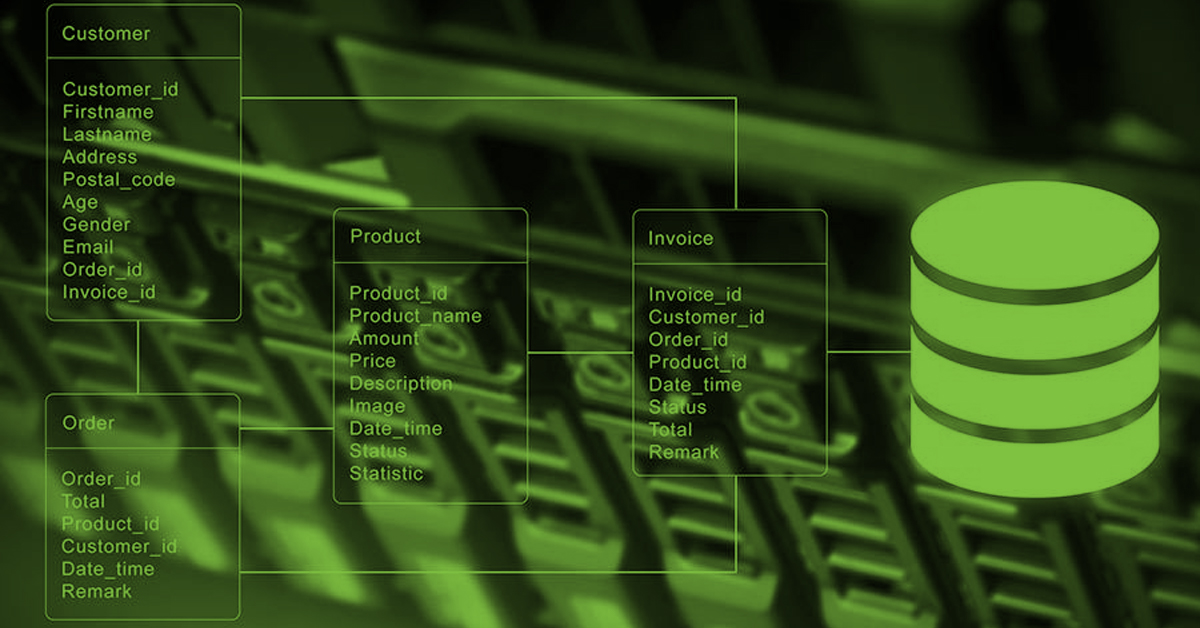 Customer
Customer_id
Firstname
Lastname
Address
Postal_code
Age
Gender
Email
Order_id
Invoice_id
Product
Product_id
Product_name
Amount
Price
Description
Image
Date_time
Status
Statistic
Invoice
Invoice_id
Customer_id
Order_id
Product_id
Date_time
Status
Total
Remark
Order
Order_id
Total
Product_id
Customer_id
Date_time
Remark